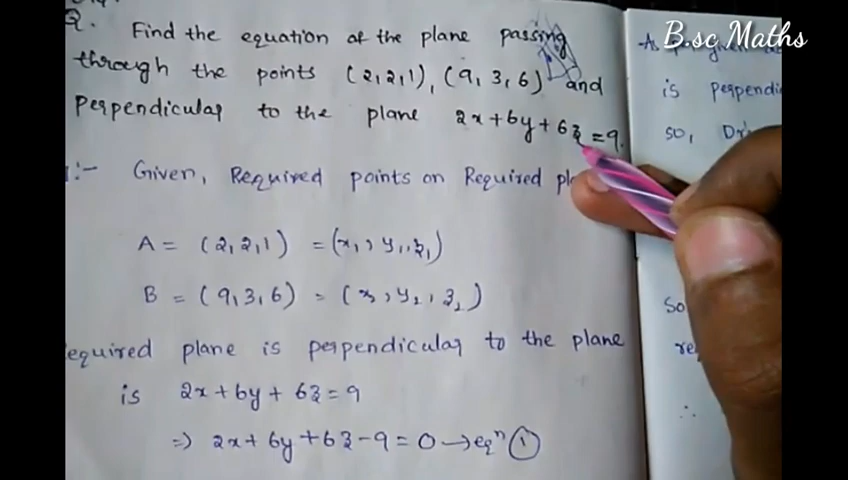 Q. Find the equation of the plane passing
through the points (2,2,1), (9,3,6) and
perpendicular to the plane 2x+6y+6z=9.
:- Given, Required points on Required
A = (2,2,1) = (x₁, y₁, z₁)
B = (9,3,6) = (x₂, y₂, z₂)
equired plane is perpendicular to the plane
is 2x+6y+6z=9
=> 2x+6y+6z-9=0 → eqⁿ ①
B.sc Maths
is
so, Dr's
So
re
∴